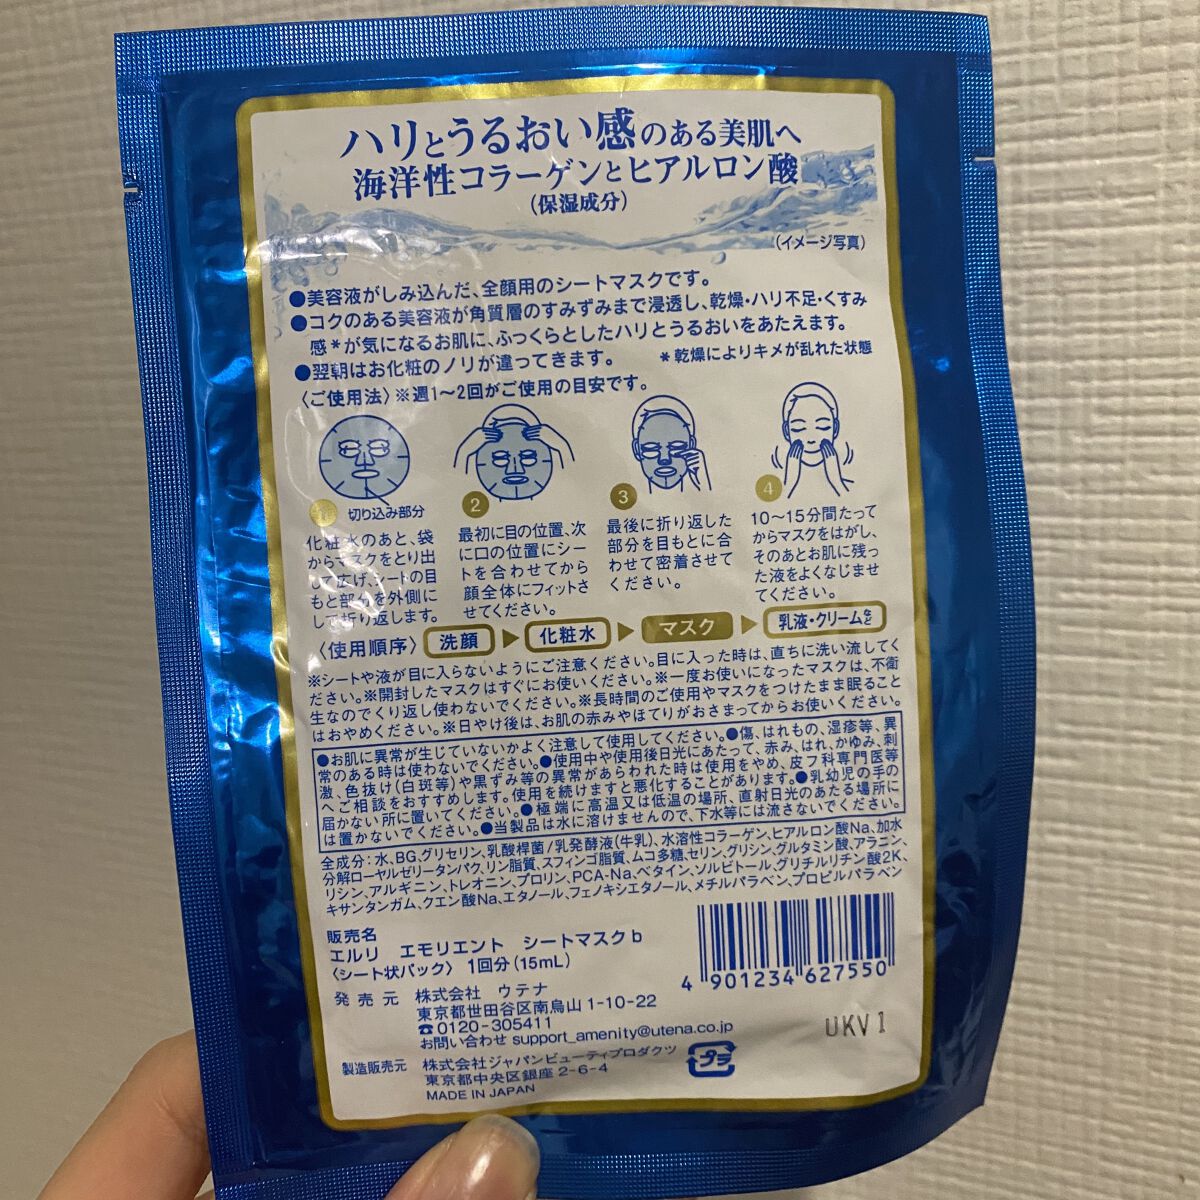 ハリとうるおい感のある美肌へ
海洋性コラーゲンとヒアルロン酸
(保湿成分)
(イメージ写真)
●美容液がしみ込んだ、全顔用のシートマスクです。
●コクのある美容液が角質層のすみずみまで浸透し、乾燥・ハリ不足・くすみ
感*が気になるお肌に、ふっくらとしたハリとうるおいをあたえます。
●翌朝はお化粧のノリが違ってきます。 *乾燥によりキメが乱れた状態
〈ご使用法〉※週1〜2回がご使用の目安です。
1 切り込み部分
化粧水のあと、袋
からマスクをとり出
して広げ、シートの目
もと部分を外側に
して折り返します。
2
最初に目の位置、次
に口の位置にシー
トを合わせてから
顔全体にフィットさ
せてください。
3
最後に折り返した
部分を目もとに合
わせて密着させて
ください。
4
10〜15分間たって
からマスクをはがし、
そのあとお肌に残っ
た液をよくなじませ
てください。
〈使用順序〉 洗顔 ▶ 化粧水 ▶ マスク ▶ 乳液・クリームなど
※シートや液が目に入らないようにご注意ください。目に入った時は、直ちに洗い流してく
ださい。※開封したマスクはすぐにお使いください。※一度お使いになったマスクは、不衛
生なのでくり返し使わないでください。※長時間のご使用やマスクをつけたまま眠ること
はおやめください。※日やけ後は、お肌の赤みやほてりがおさまってからお使いください。
●お肌に異常が生じていないかよく注意して使用してください。●傷、はれもの、湿疹等、異
常のある時は使わないでください。●使用中や使用後日光にあたって、赤み、はれ、かゆみ、刺
激、色抜け(白斑等)や黒ずみ等の異常があらわれた時は使用をやめ、皮フ科専門医等
へご相談をおすすめします。使用を続けますと悪化することがあります。●乳幼児の手の
届かない所に置いてください。●極端に高温又は低温の場所、直射日光のあたる場所に
は置かないでください。●当製品は水に溶けませんので、下水等には流さないでください。
全成分:水、BG、グリセリン、乳酸桿菌/乳発酵液(牛乳)、水溶性コラーゲン、ヒアルロン酸Na、加水
分解ローヤルゼリータンパク、リン脂質、スフィンゴ脂質、ムコ多糖、セリン、グリシン、グルタミン酸、アラニン、
リシン、アルギニン、トレオニン、プロリン、PCA-Na、ベタイン、ソルビトール、グリチルリチン酸2K、
キサンタンガム、クエン酸Na、エタノール、フェノキシエタノール、メチルパラベン、プロピルパラベン
販売名
エルリ エモリエント シートマスクb
〈シート状パック〉 1回分(15mL)
発売元 株式会社 ウテナ
東京都世田谷区南烏山1-10-22
☎0120-305411
お問い合わせ support_amenity@utena.co.jp
製造販売元 株式会社ジャパンビューティプロダクツ
東京都中央区銀座2-6-4
MADE IN JAPAN
プラ
4 901234 627550
UKV1